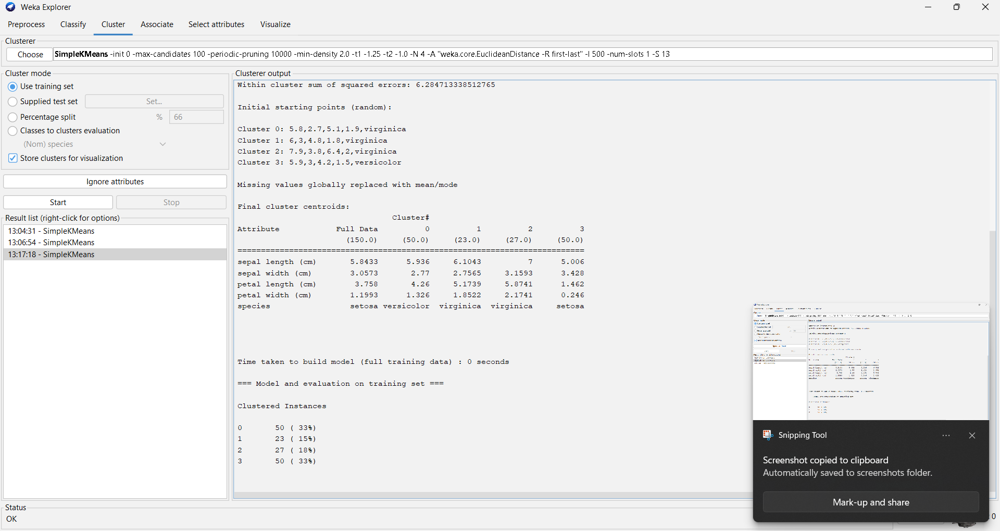 Weka Explorer
Preprocess Classify Cluster Associate Select attributes Visualize
Clusterer
Choose SimpleKMeans -init 0 -max-candidates 100 -periodic-pruning 10000 -min-density 2.0 -t1 -1.25 -t2 -1.0 -N 4 -A "weka.core.EuclideanDistance -R first-last" -I 500 -num-slots 1 -S 13
Cluster mode
Use training set
Supplied test set Set...
Percentage split % 66
Classes to clusters evaluation
(Nom) species
Store clusters for visualization
Ignore attributes
Start Stop
Result list (right-click for options)
13:04:31 - SimpleKMeans
13:06:54 - SimpleKMeans
13:17:18 - SimpleKMeans
Clusterer output
Within cluster sum of squared errors: 6.284713338512765
Initial starting points (random):
Cluster 0: 5.8,2.7,5.1,1.9,virginica
Cluster 1: 6,3,4.8,1.8,virginica
Cluster 2: 7.9,3.8,6.4,2,virginica
Cluster 3: 5.9,3,4.2,1.5,versicolor
Missing values globally replaced with mean/mode
Final cluster centroids:
Cluster#
Attribute Full Data 0 1 2 3
(150.0) (50.0) (23.0) (27.0) (50.0)
==========================================================================
sepal length (cm) 5.8433 5.936 6.1043 7 5.006
sepal width (cm) 3.0573 2.77 2.7565 3.1593 3.428
petal length (cm) 3.758 4.26 5.1739 5.8741 1.462
petal width (cm) 1.1993 1.326 1.8522 2.1741 0.246
species setosa versicolor virginica virginica setosa
Time taken to build model (full training data) : 0 seconds
=== Model and evaluation on training set ===
Clustered Instances
0 50 ( 33%)
1 23 ( 15%)
2 27 ( 18%)
3 50 ( 33%)
Snipping Tool
Screenshot copied to clipboard
Automatically saved to screenshots folder.
Mark-up and share
Status
OK
0